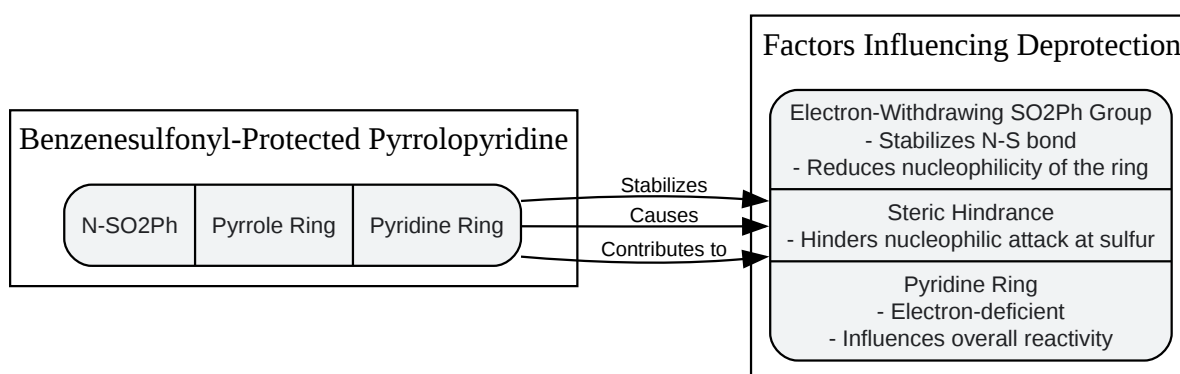 Benzenesulfonyl-Protected Pyrrolopyridine
N-SO2Ph
Pyrrole Ring
Pyridine Ring
Stabilizes
Causes
Contributes to
Factors Influencing Deprotection
Electron-Withdrawing SO2Ph Group
- Stabilizes N-S bond
- Reduces nucleophilicity of the ring
Steric Hindrance
- Hinders nucleophilic attack at sulfur
Pyridine Ring
- Electron-deficient
- Influences overall reactivity